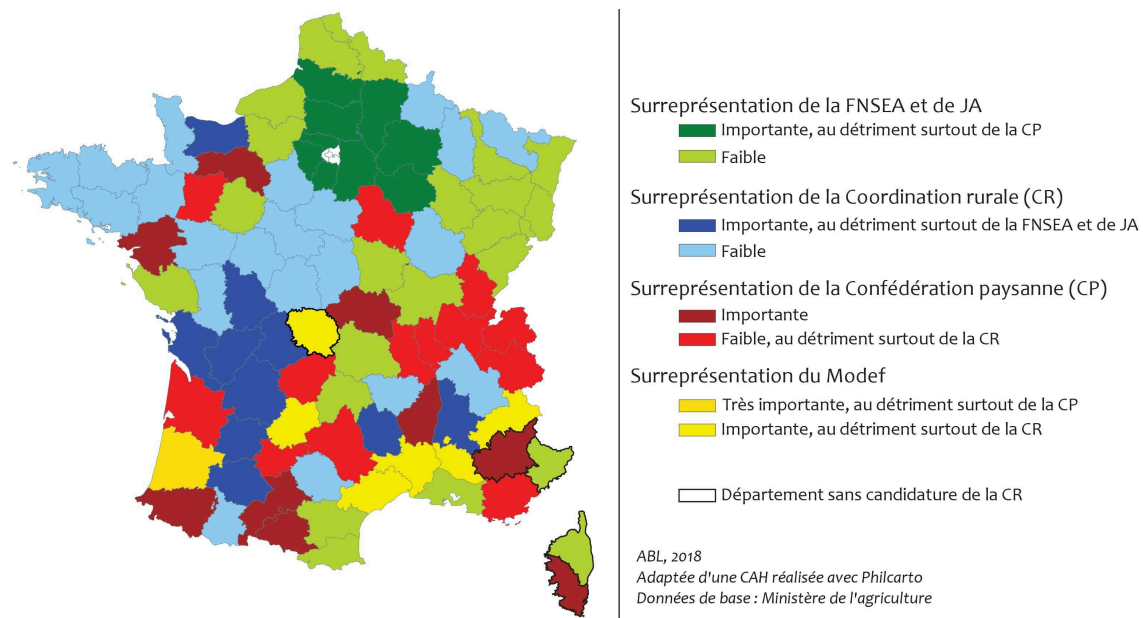 Surreprésentation de la FNSEA et de JA
Importante, au détriment surtout de la CP
Faible
Surreprésentation de la Coordination rurale (CR)
Importante, au détriment surtout de la FNSEA et de JA
Faible
Surreprésentation de la Confédération paysanne (CP)
Importante
Faible, au détriment surtout de la CR
Surreprésentation du Modef
Très importante, au détriment surtout de la CP
Importante, au détriment surtout de la CR
Département sans candidature de la CR
ABL, 2018
Adaptée d'une CAH réalisée avec Philcarto
Données de base : Ministère de l'agriculture